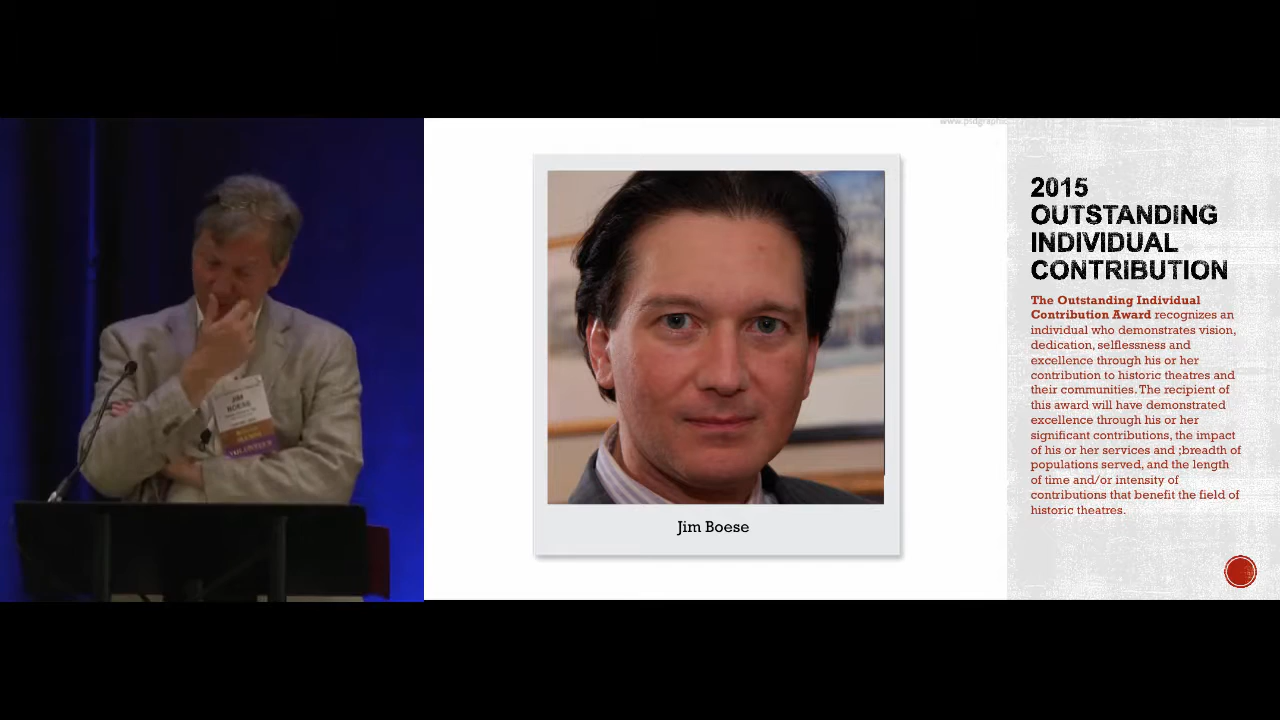 JIM
BOESE
www.psdgraphi
Jim Boese
2015
OUTSTANDING
INDIVIDUAL
CONTRIBUTION
The Outstanding Individual
Contribution Award recognizes an
individual who demonstrates vision,
dedication, selflessness and
excellence through his or her
contribution to historic theatres and
their communities. The recipient of
this award will have demonstrated
excellence through his or her
significant contributions, the impact
of his or her services and ;breadth of
populations served, and the length
of time and/or intensity of
contributions that benefit the field of
historic theatres.